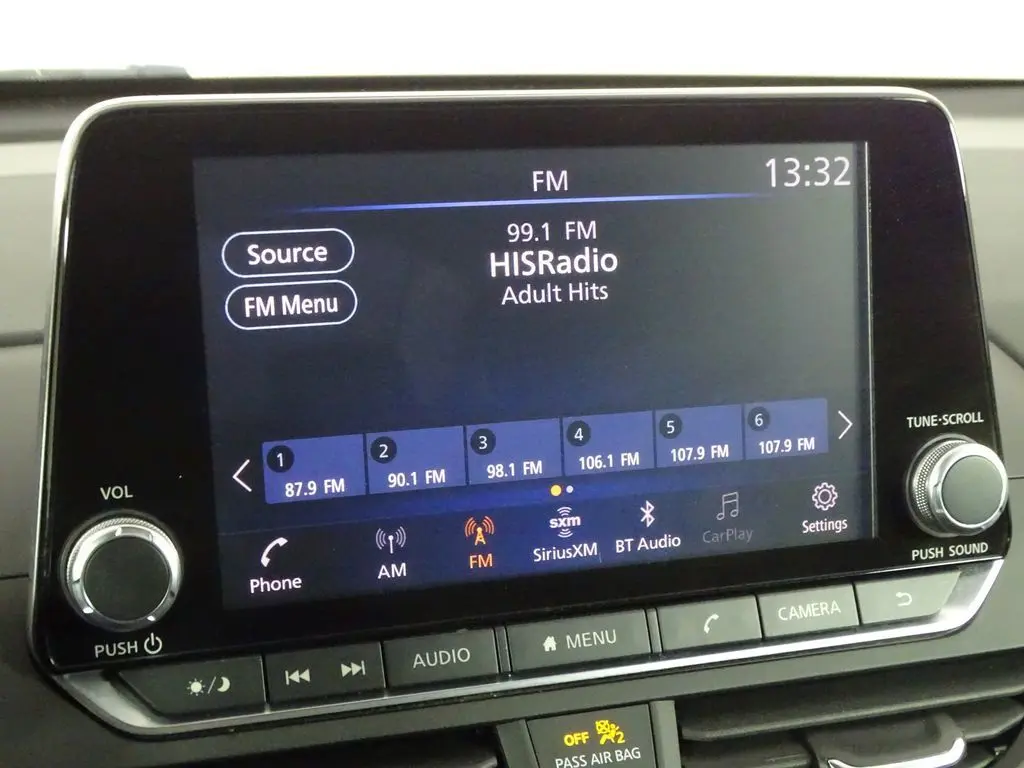 FM
13:32
Source
FM Menu
99.1 FM
HISRadio
Adult Hits
1
87.9 FM
2
90.1 FM
3
98.1 FM
4
106.1 FM
5
107.9 FM
6
107.9 FM
Phone
AM
FM
sxm
SiriusXM
BT Audio
CarPlay
Settings
VOL
PUSH
TUNE·SCROLL
PUSH SOUND
AUDIO
MENU
CAMERA
OFF
2
PASS AIR BAG